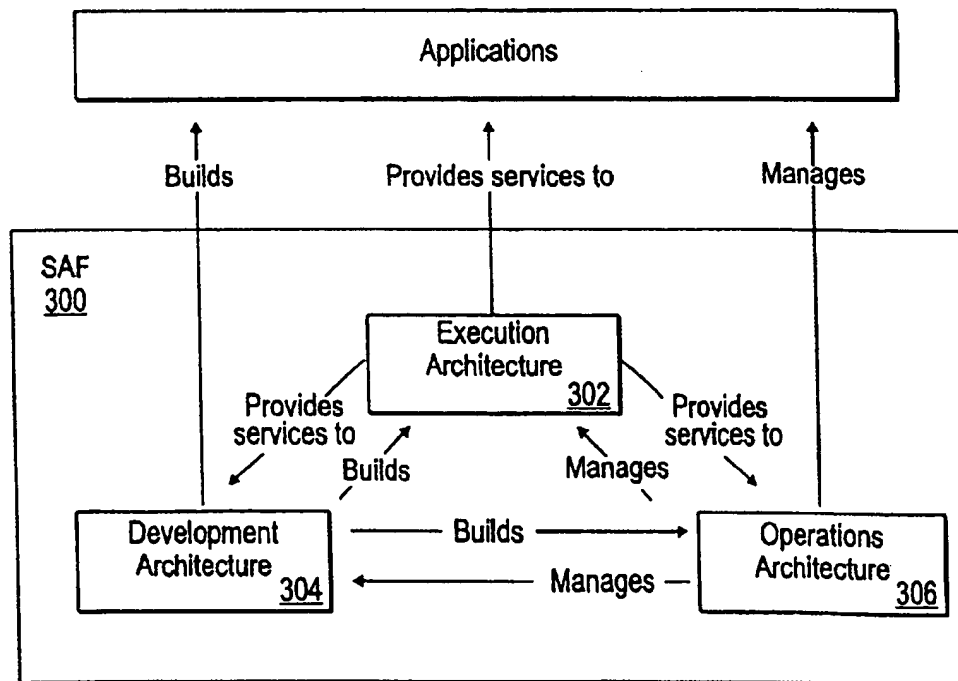 Applications
Builds
Provides services to
Manages
SAF
300
Execution
Architecture
302
Provides
services to
Provides
services to
Builds
Manages
Development
Architecture
304
Builds
Manages
Operations
Architecture
306